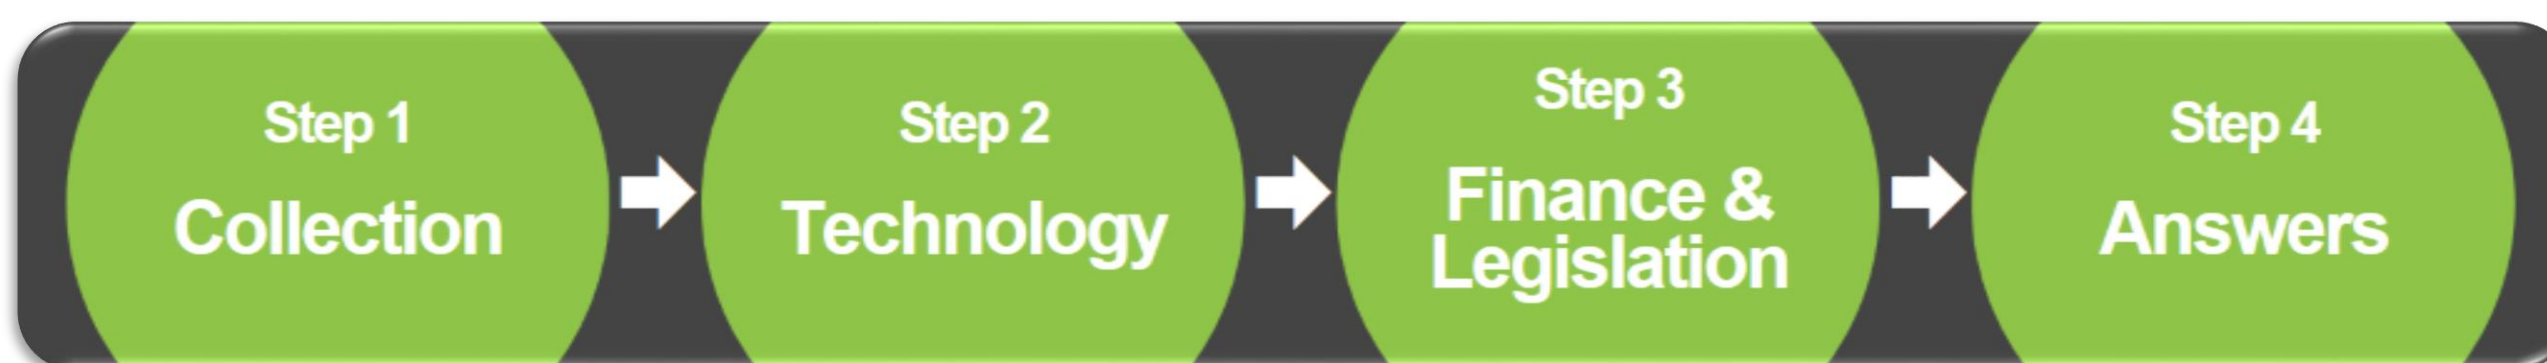 Step 1
Collection
Step 2
Technology
Step 3
Finance &
Legislation
Step 4
Answers